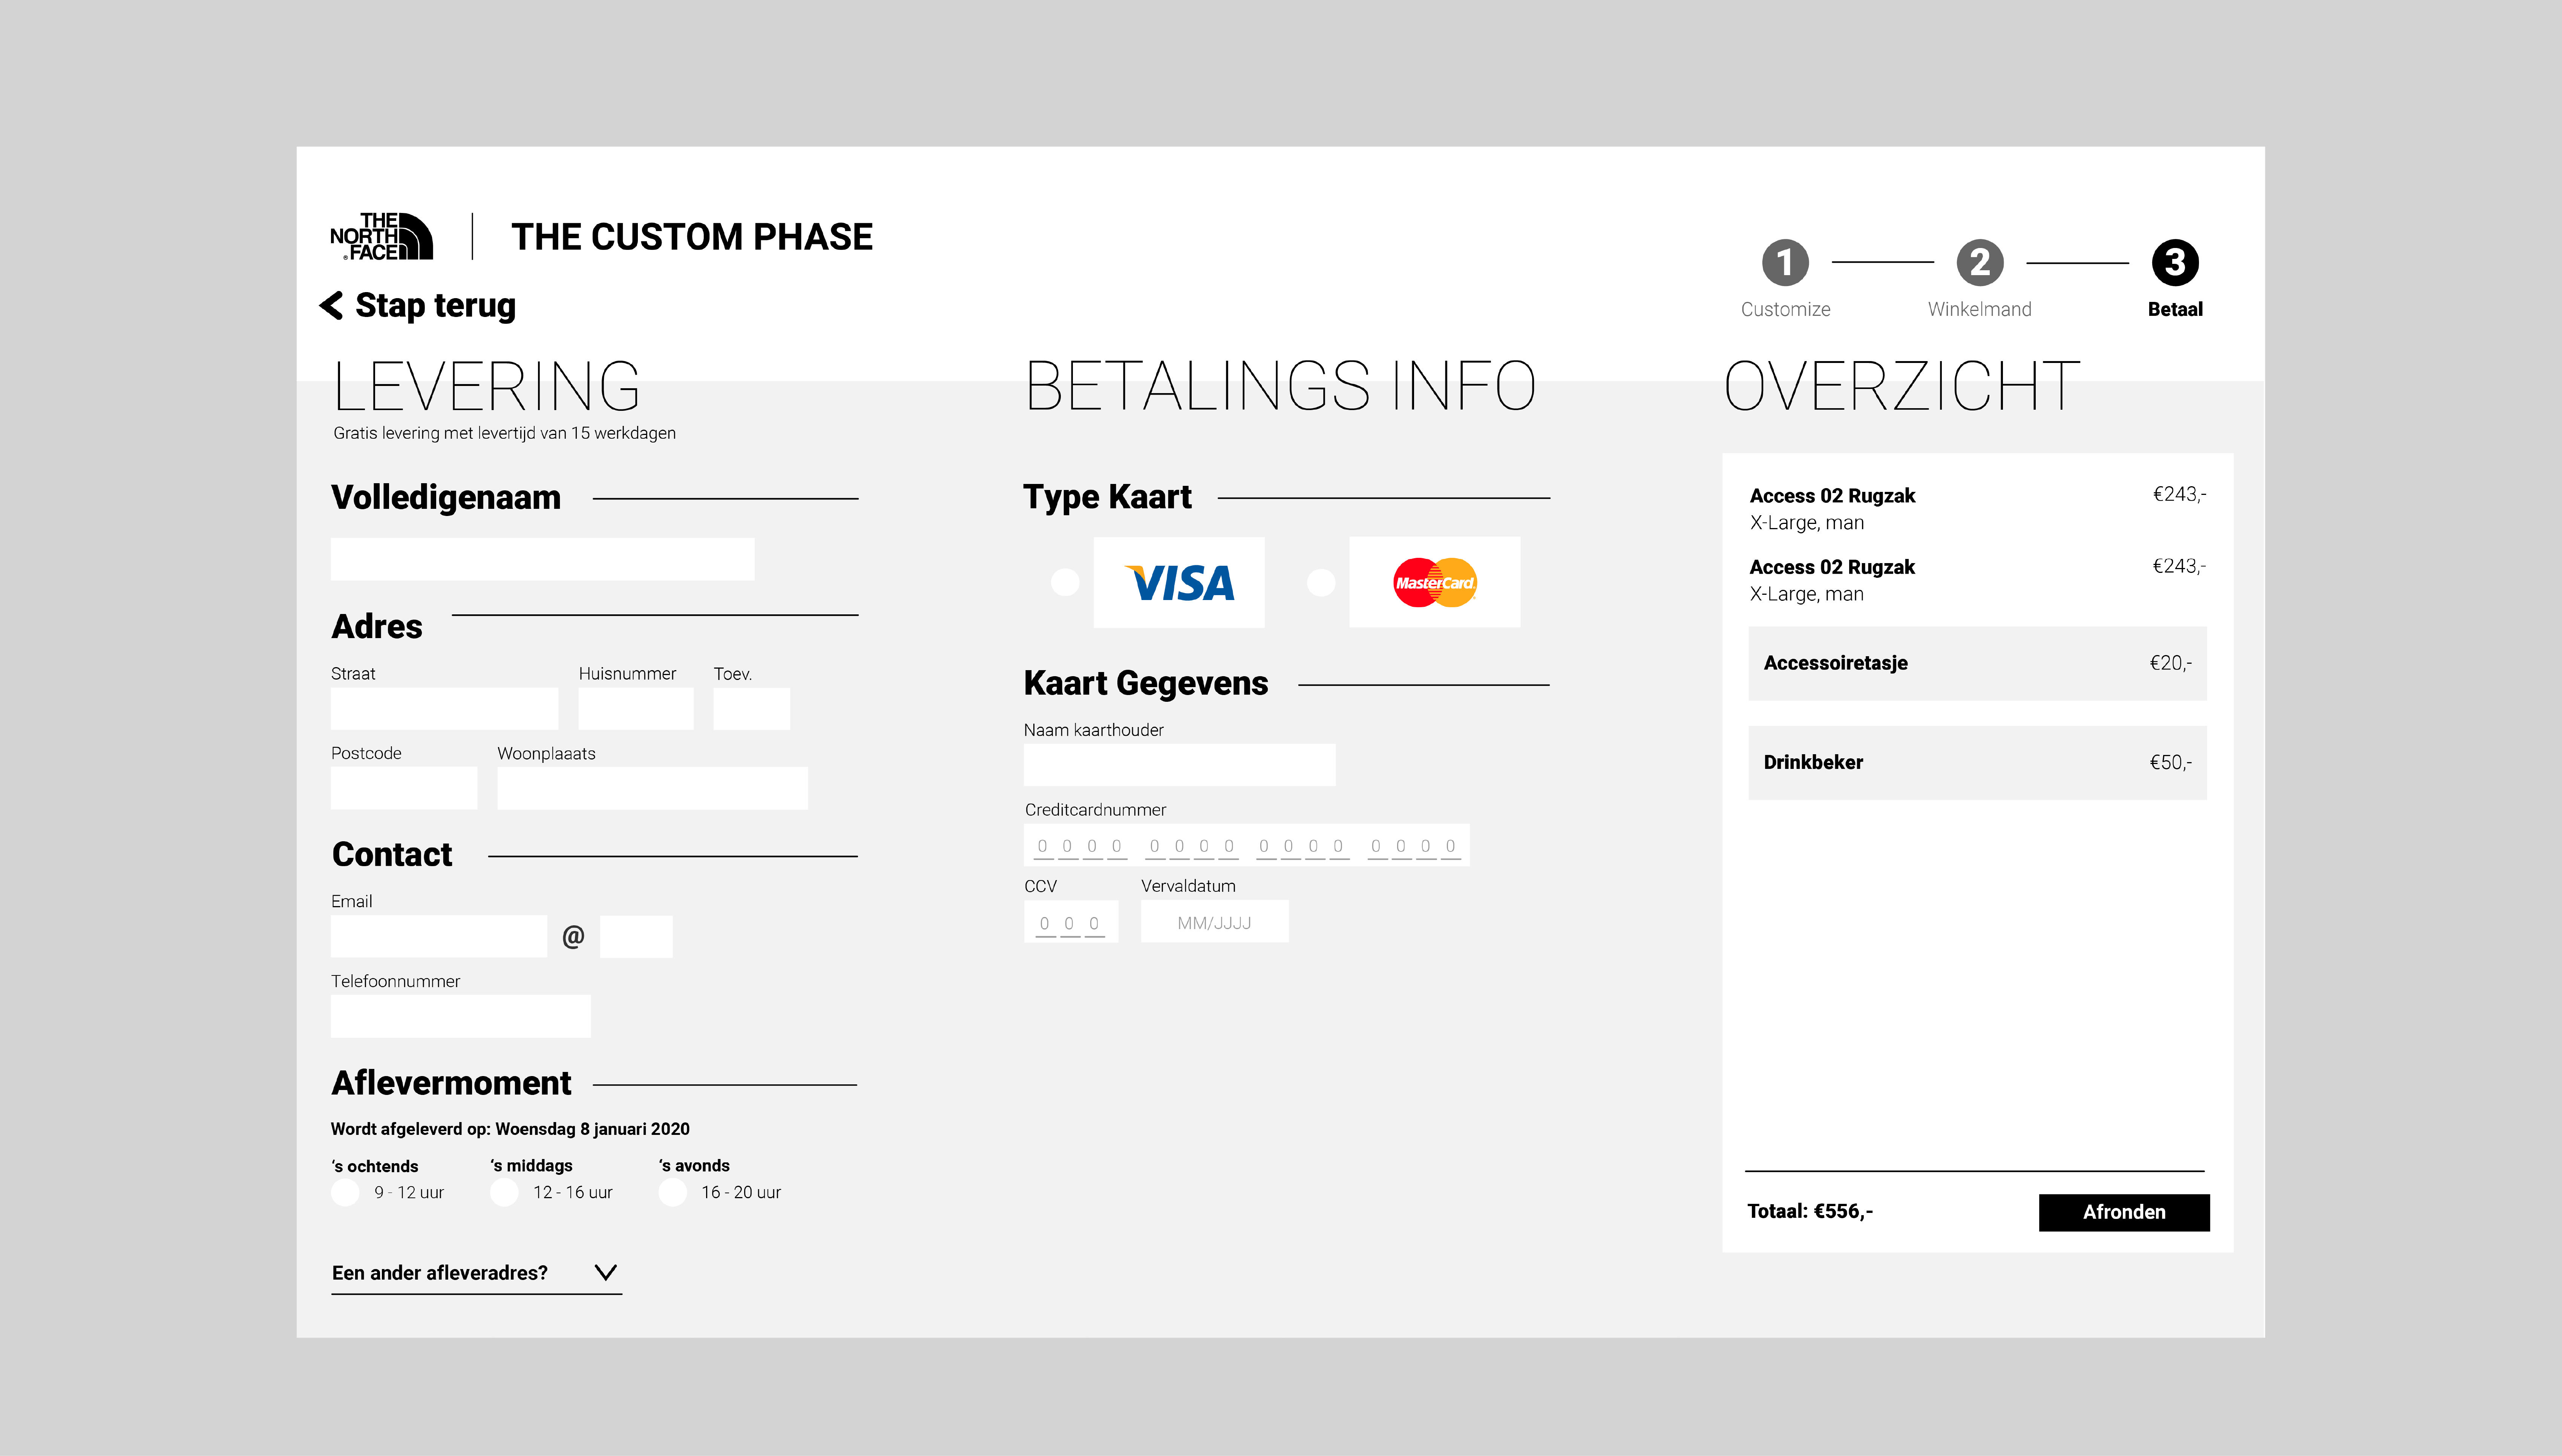 THE
NORTH
FACE
®
THE CUSTOM PHASE
Stap terug
1
2
3
Customize
Winkelmand
Betaal
LEVERING
Gratis levering met levertijd van 15 werkdagen
Volledigenaam
Adres
Straat
Huisnummer
Toev.
Postcode
Woonplaaats
Contact
Email
@
Telefoonnummer
Aflevermoment
Wordt afgeleverd op: Woensdag 8 januari 2020
‘s ochtends
‘s middags
‘s avonds
9 - 12 uur
12 - 16 uur
16 - 20 uur
Een ander afleveradres?
BETALINGS INFO
Type Kaart
VISA
MasterCard
Kaart Gegevens
Naam kaarthouder
Creditcardnummer
0 0 0 0 0 0 0 0 0 0 0 0 0 0 0 0
CCV
Vervaldatum
0 0 0
MM/JJJJ
OVERZICHT
Access 02 Rugzak €243,-
X-Large, man
Access 02 Rugzak €243,-
X-Large, man
Accessoiretasje €20,-
Drinkbeker €50,-
Totaal: €556,-
Afronden